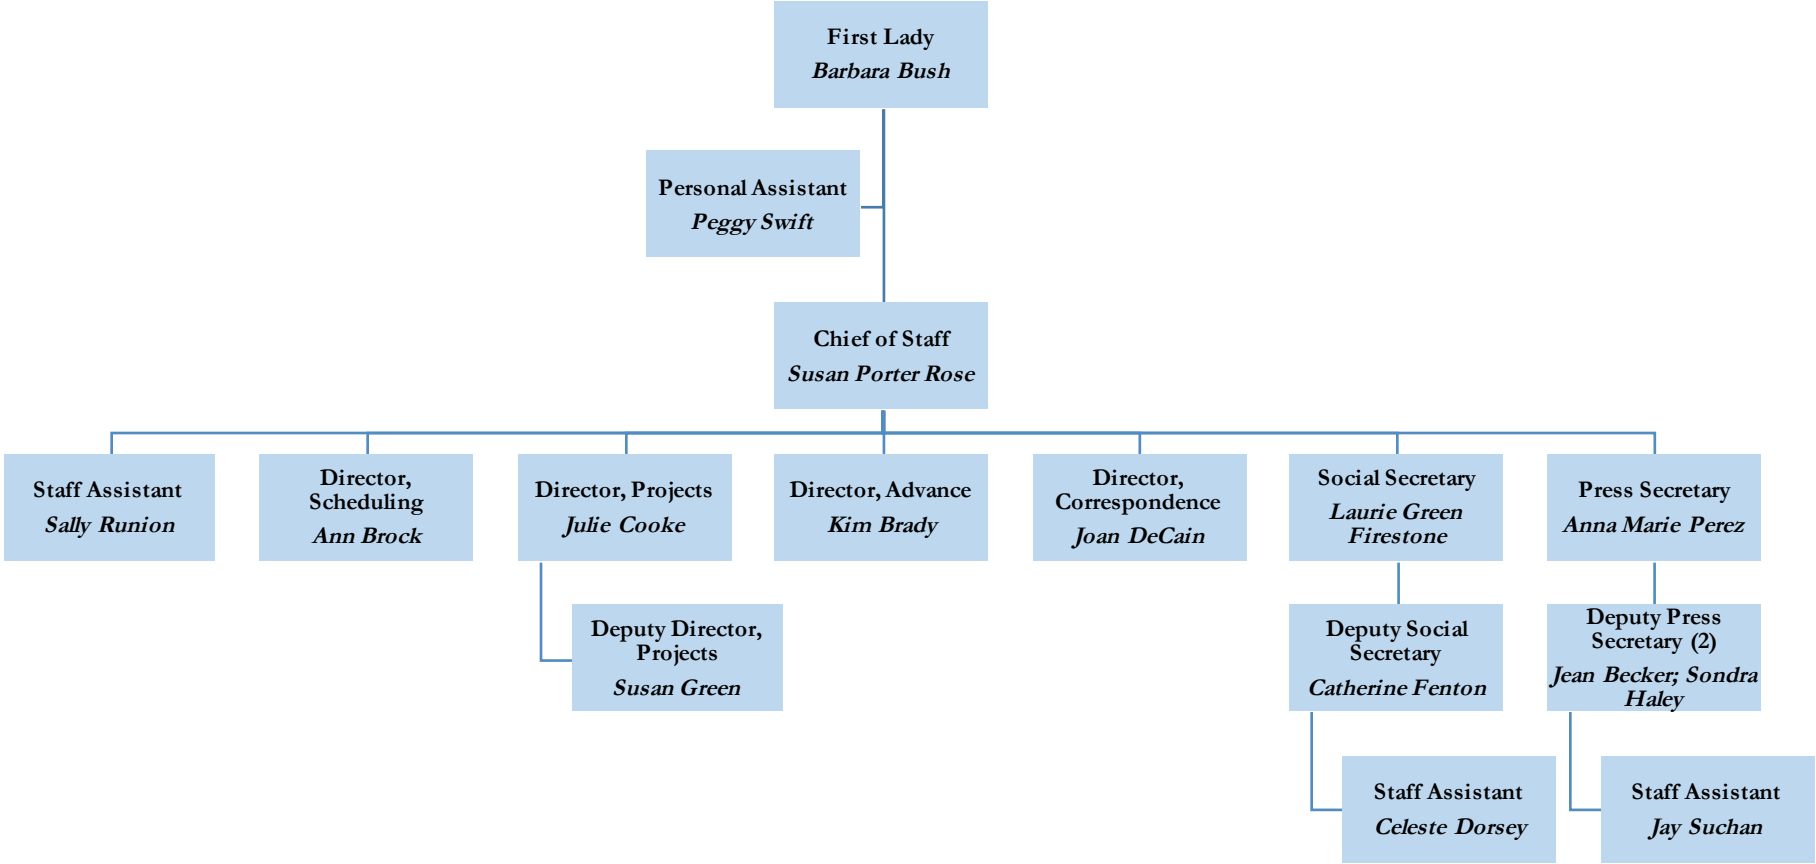 First Lady
Barbara Bush
Personal Assistant
Peggy Swift
Chief of Staff
Susan Porter Rose
Staff Assistant
Sally Runion
Director,
Scheduling
Ann Brock
Director, Projects
Julie Cooke
Director, Advance
Kim Brady
Director,
Correspondence
Joan DeCain
Social Secretary
Laurie Green
Firestone
Press Secretary
Anna Marie Perez
Deputy Director,
Projects
Susan Green
Deputy Social
Secretary
Catherine Fenton
Deputy Press
Secretary (2)
Jean Becker; Sondra
Haley
Staff Assistant
Celeste Dorsey
Staff Assistant
Jay Suchan